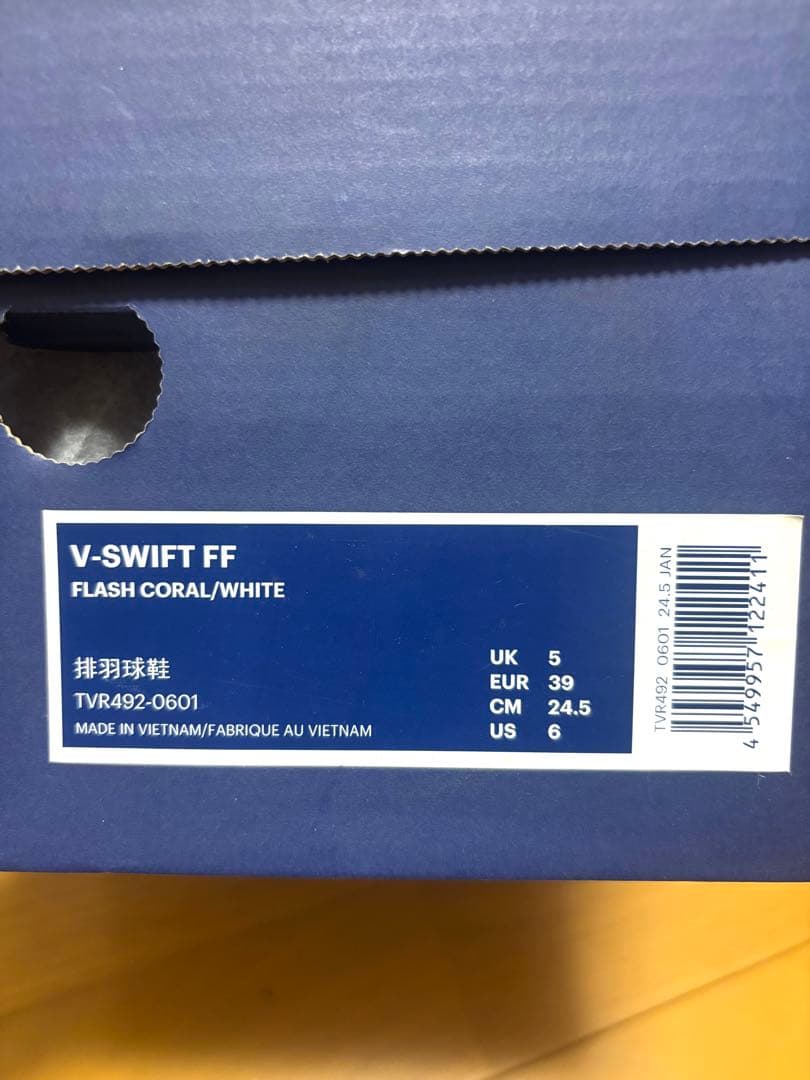 V-SWIFT FF
FLASH CORAL/WHITE
排羽球鞋
TVR492-0601
MADE IN VIETNAM/FABRIQUE AU VIETNAM
UK 5
EUR 39
CM 24.5
US 6
TVR492 0601 24.5 JAN
4 549957 122411